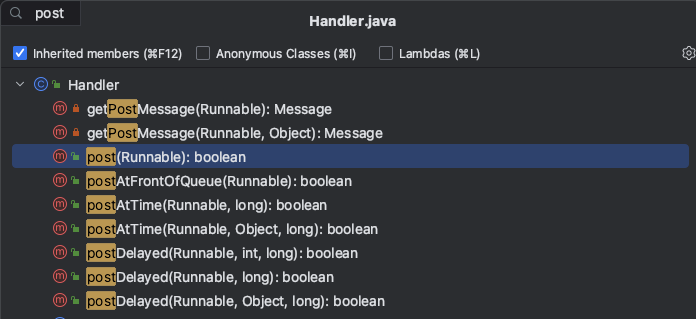 post
Handler.java
Inherited members (⌘F12) Anonymous Classes (⌘I) Lambdas (⌘L)
Handler
getPostMessage(Runnable): Message
getPostMessage(Runnable, Object): Message
post(Runnable): boolean
postAtFrontOfQueue(Runnable): boolean
postAtTime(Runnable, long): boolean
postAtTime(Runnable, Object, long): boolean
postDelayed(Runnable, int, long): boolean
postDelayed(Runnable, long): boolean
postDelayed(Runnable, Object, long): boolean